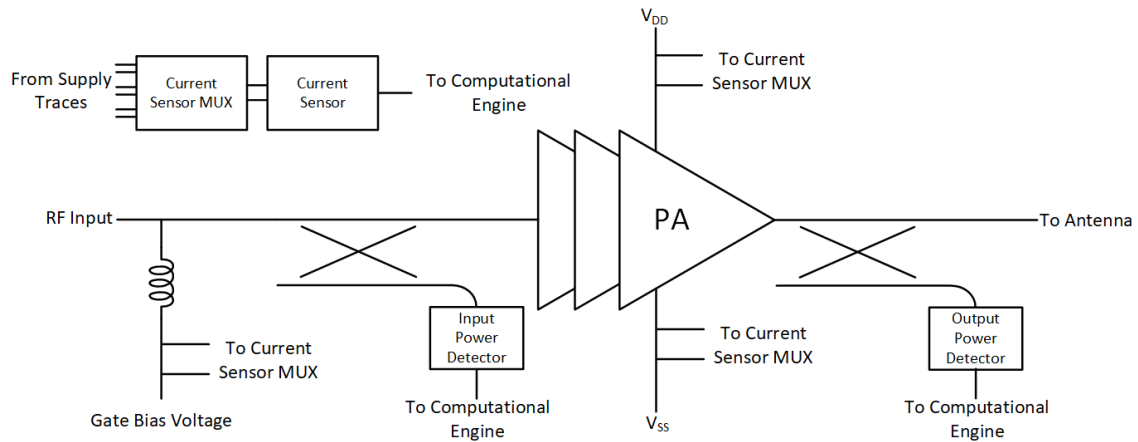 V_DD
To Current
Sensor MUX
From Supply
Traces
Current
Sensor MUX
Current
Sensor
To Computational
Engine
RF Input
PA
To Antenna
Input
Power
Detector
Output
Power
Detector
To Current
Sensor MUX
To Current
Sensor MUX
Gate Bias Voltage
To Computational
Engine
V_SS
To Computational
Engine